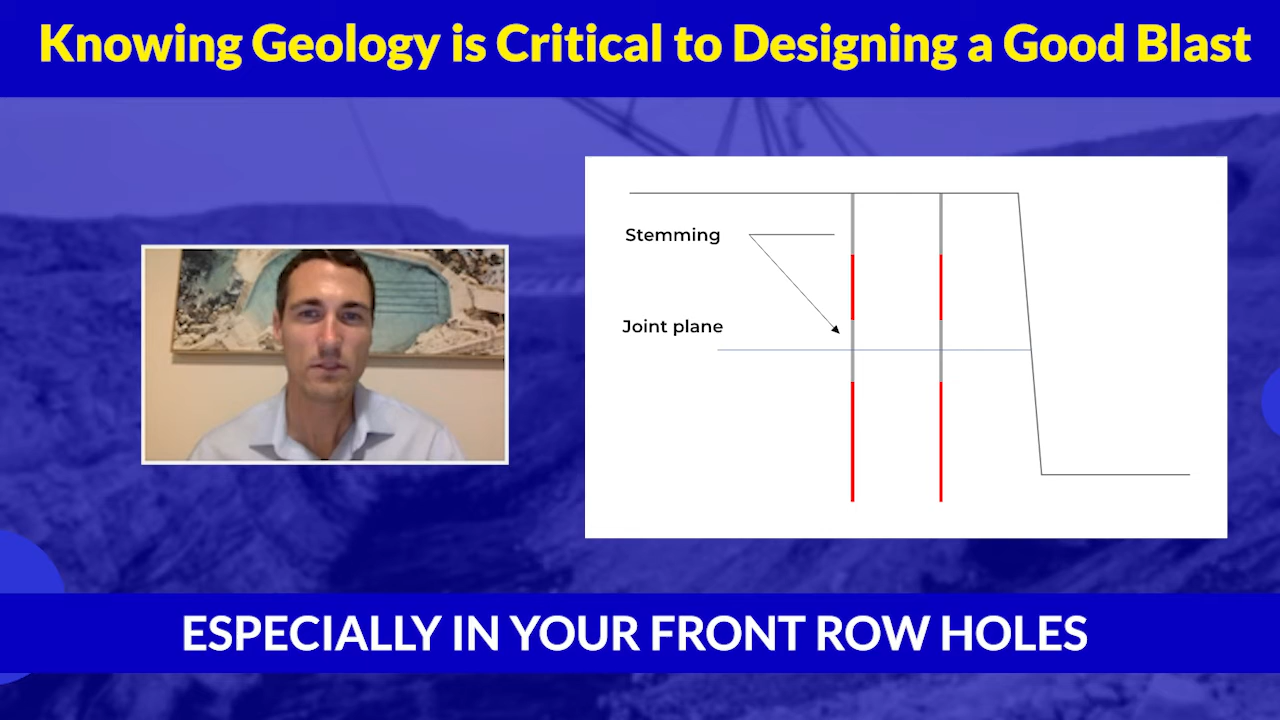 Knowing Geology is Critical to Designing a Good Blast
Stemming
Joint plane
ESPECIALLY IN YOUR FRONT ROW HOLES